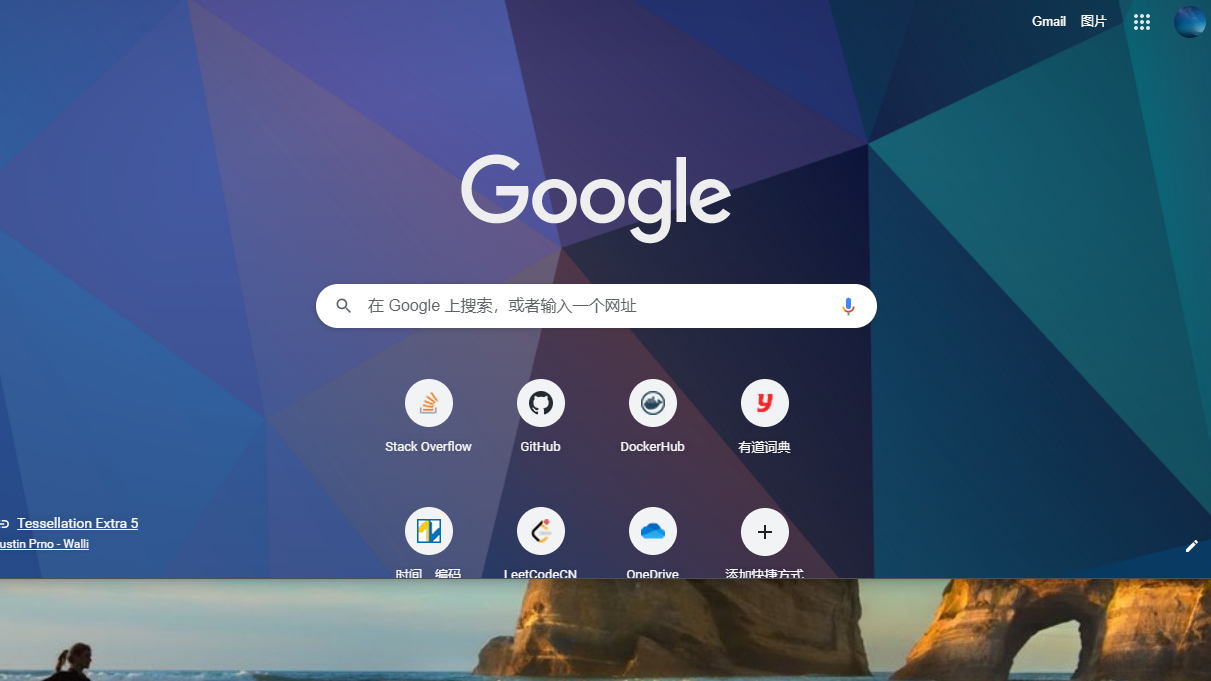 Gmail 图片
Google
在 Google 上搜索，或者输入一个网址
Stack Overflow GitHub DockerHub 有道词典
Tessellation Extra 5
ustin Prno - Walli
时间 编码 LeetCodeCN OneDrive 添加快捷方式